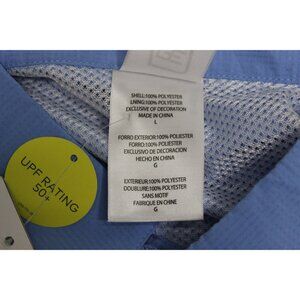 SHELL:100% POLYESTER
LINING:100% POLYESTER
EXCLUSIVE OF DECORATION
MADE IN CHINA
L
FORRO EXTERIOR:100% POLIESTER
FORRO:100% POLIESTER
EXCLUSIVO DE DECORACION
HECHO EN CHINA
G
EXTERIEUR:100% POLYESTER
DOUBLURE:100% POLYESTER
SANS MOTIF
FABRIQUE EN CHINE
G
UPF RATING
50+